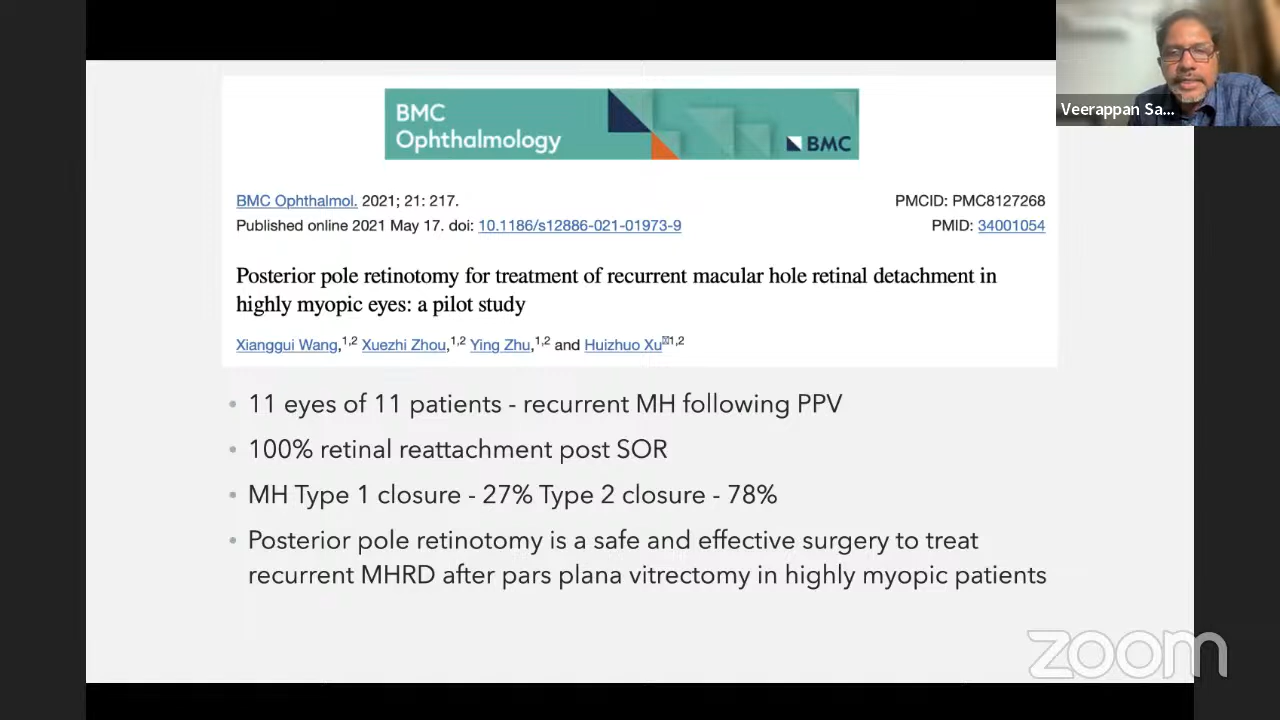 Veerappan Sa...
BMC
Ophthalmology
BMC
BMC Ophthalmol. 2021; 21: 217.
PMCID: PMC8127268
Published online 2021 May 17. doi: 10.1186/s12886-021-01973-9
PMID: 34001054
Posterior pole retinotomy for treatment of recurrent macular hole retinal detachment in
highly myopic eyes: a pilot study
Xianggui Wang,1,2 Xuezhi Zhou,1,2 Ying Zhu,1,2 and Huizhuo Xu✉1,2
• 11 eyes of 11 patients - recurrent MH following PPV
• 100% retinal reattachment post SOR
• MH Type 1 closure - 27% Type 2 closure - 78%
• Posterior pole retinotomy is a safe and effective surgery to treat
recurrent MHRD after pars plana vitrectomy in highly myopic patients
zoom